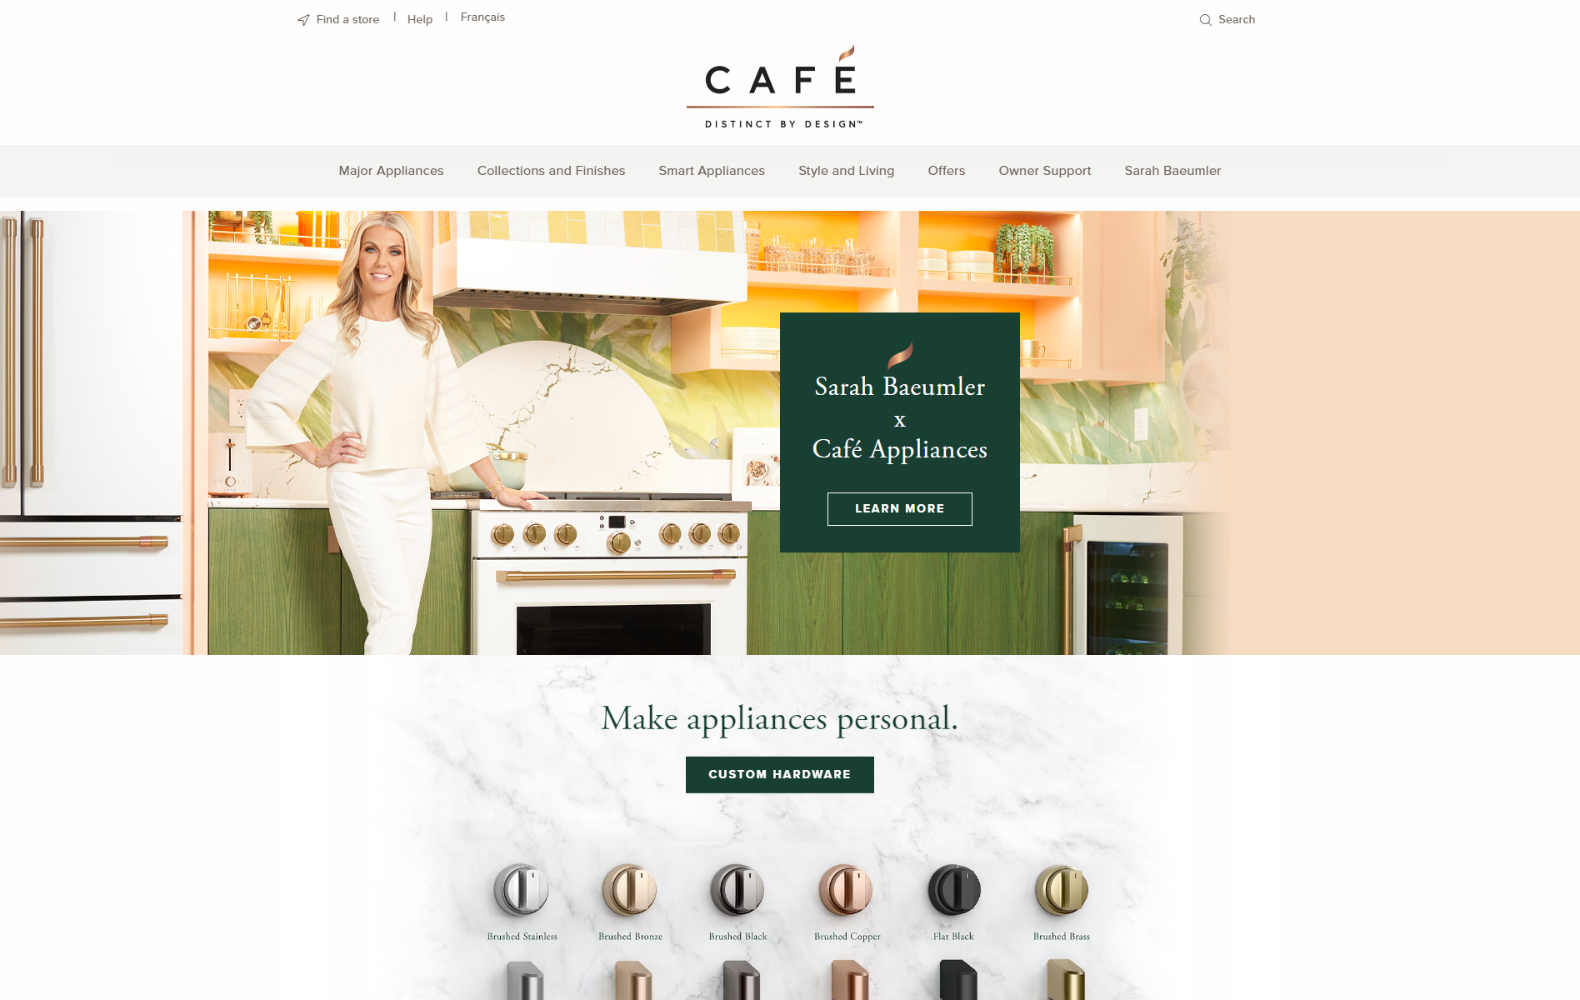 Find a store | Help | Français
Search
CAFÉ
DISTINCT BY DESIGN™
Major Appliances
Collections and Finishes
Smart Appliances
Style and Living
Offers
Owner Support
Sarah Baeumler
Sarah Baeumler
x
Café Appliances
LEARN MORE
Make appliances personal.
CUSTOM HARDWARE
Brushed Stainless
Brushed Bronze
Brushed Black
Brushed Copper
Flat Black
Brushed Brass